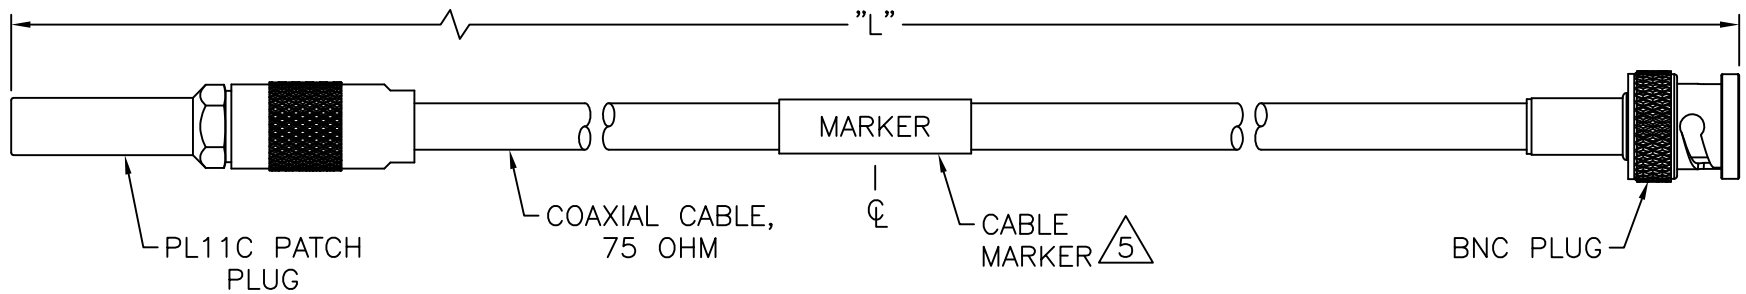 "L"
MARKER
℄
COAXIAL CABLE,
75 OHM
CABLE
MARKER 5
PL11C PATCH
PLUG
BNC PLUG